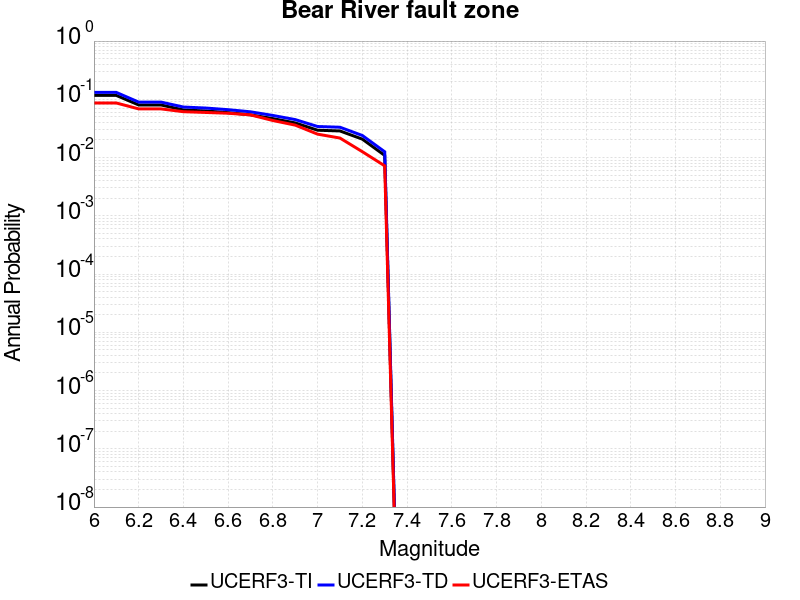 Bear River fault zone
10^0
10^-1
10^-2
10^-3
10^-4
10^-5
10^-6
10^-7
10^-8
Annual Probability
6 6.2 6.4 6.6 6.8 7 7.2 7.4 7.6 7.8 8 8.2 8.4 8.6 8.8 9
Magnitude
UCERF3-TI UCERF3-TD UCERF3-ETAS